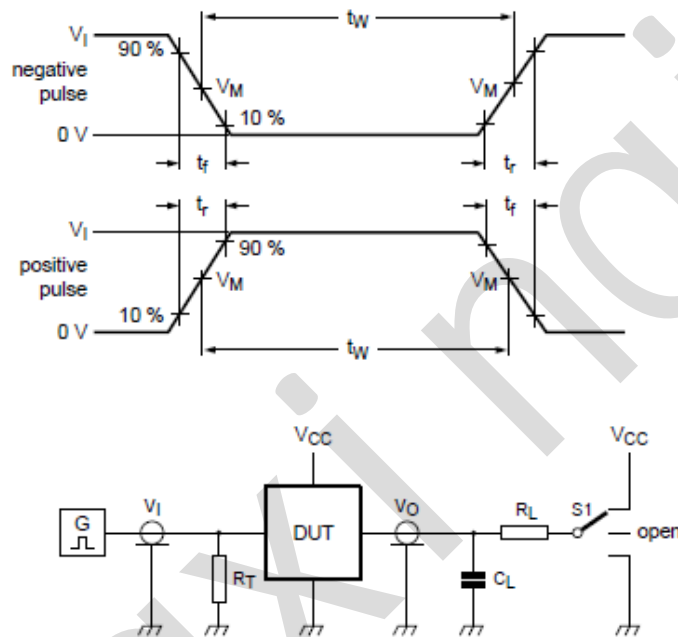 tW
VI
90 %
negative
pulse
VM
VM
10 %
0 V
tf
tr
tr
tf
VI
90 %
positive
pulse
VM
VM
10 %
0 V
tW
VCC
VCC
VI
VO
RL
S1
G
DUT
open
RT
CL